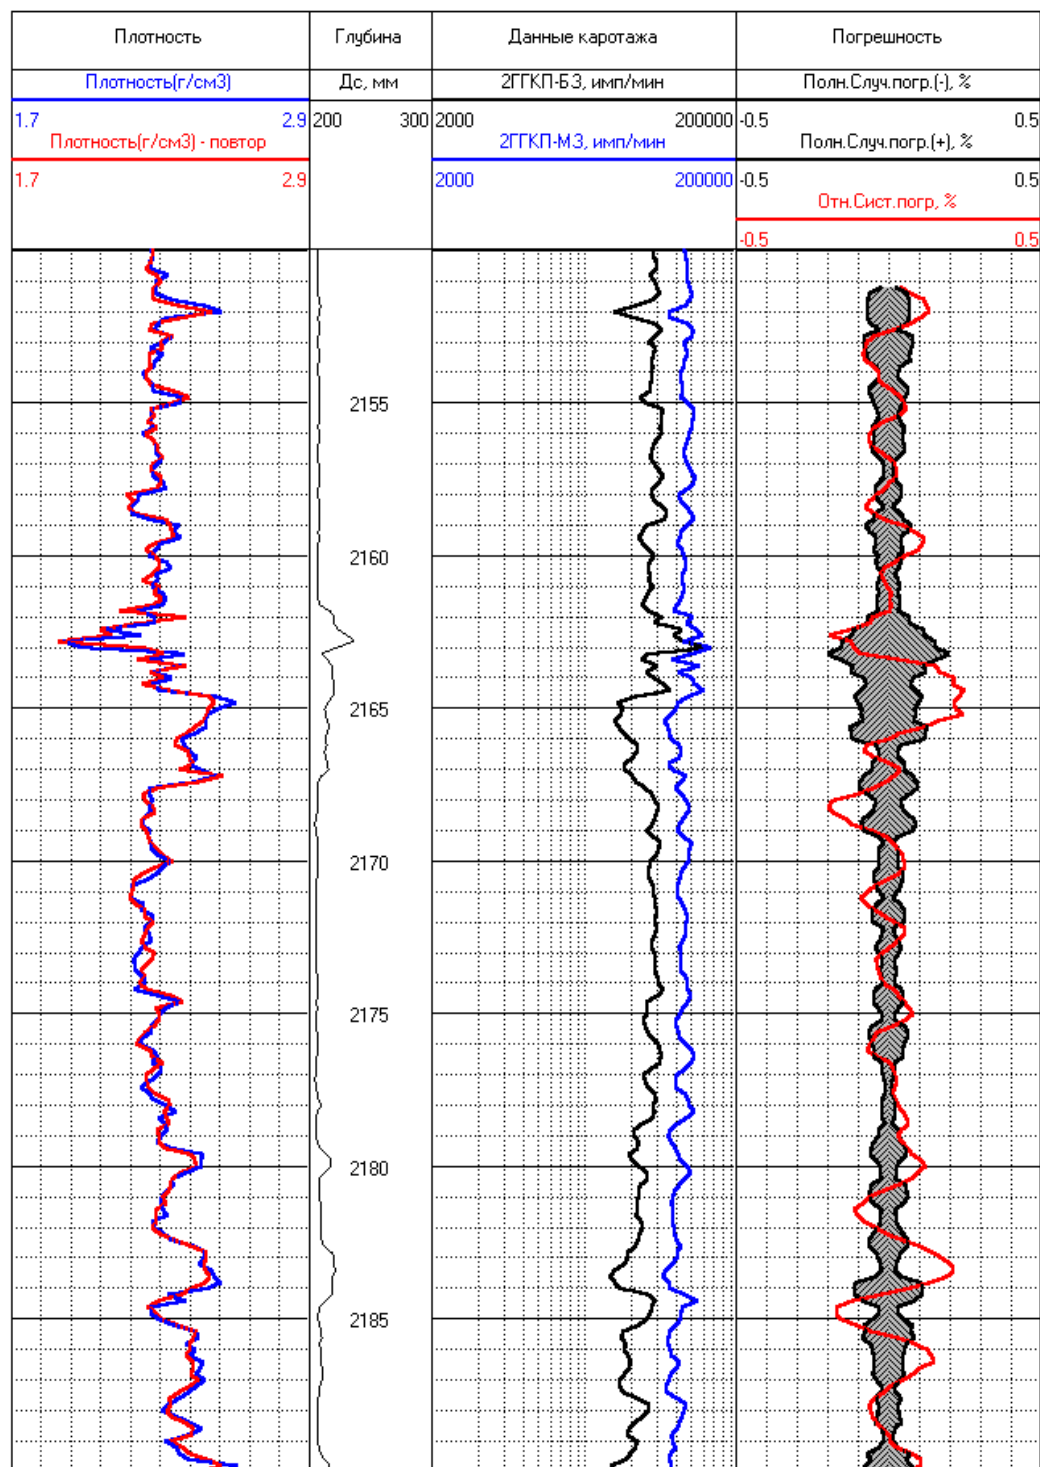 Плотность Глубина Данные каротажа Погрешность
Плотность(г/см3) Дс, мм 2ГГКП-БЗ, имп/мин Полн.Случ.погр.(-), %
1.7 2.9 200 300 2000 200000 -0.5 0.5
Плотность(г/см3) - повтор 2ГГКП-МЗ, имп/мин Полн.Случ.погр.(+), %
1.7 2.9 2000 200000 -0.5 0.5
Отн.Сист.погр, %
-0.5 0.5
2155
2160
2165
2170
2175
2180
2185